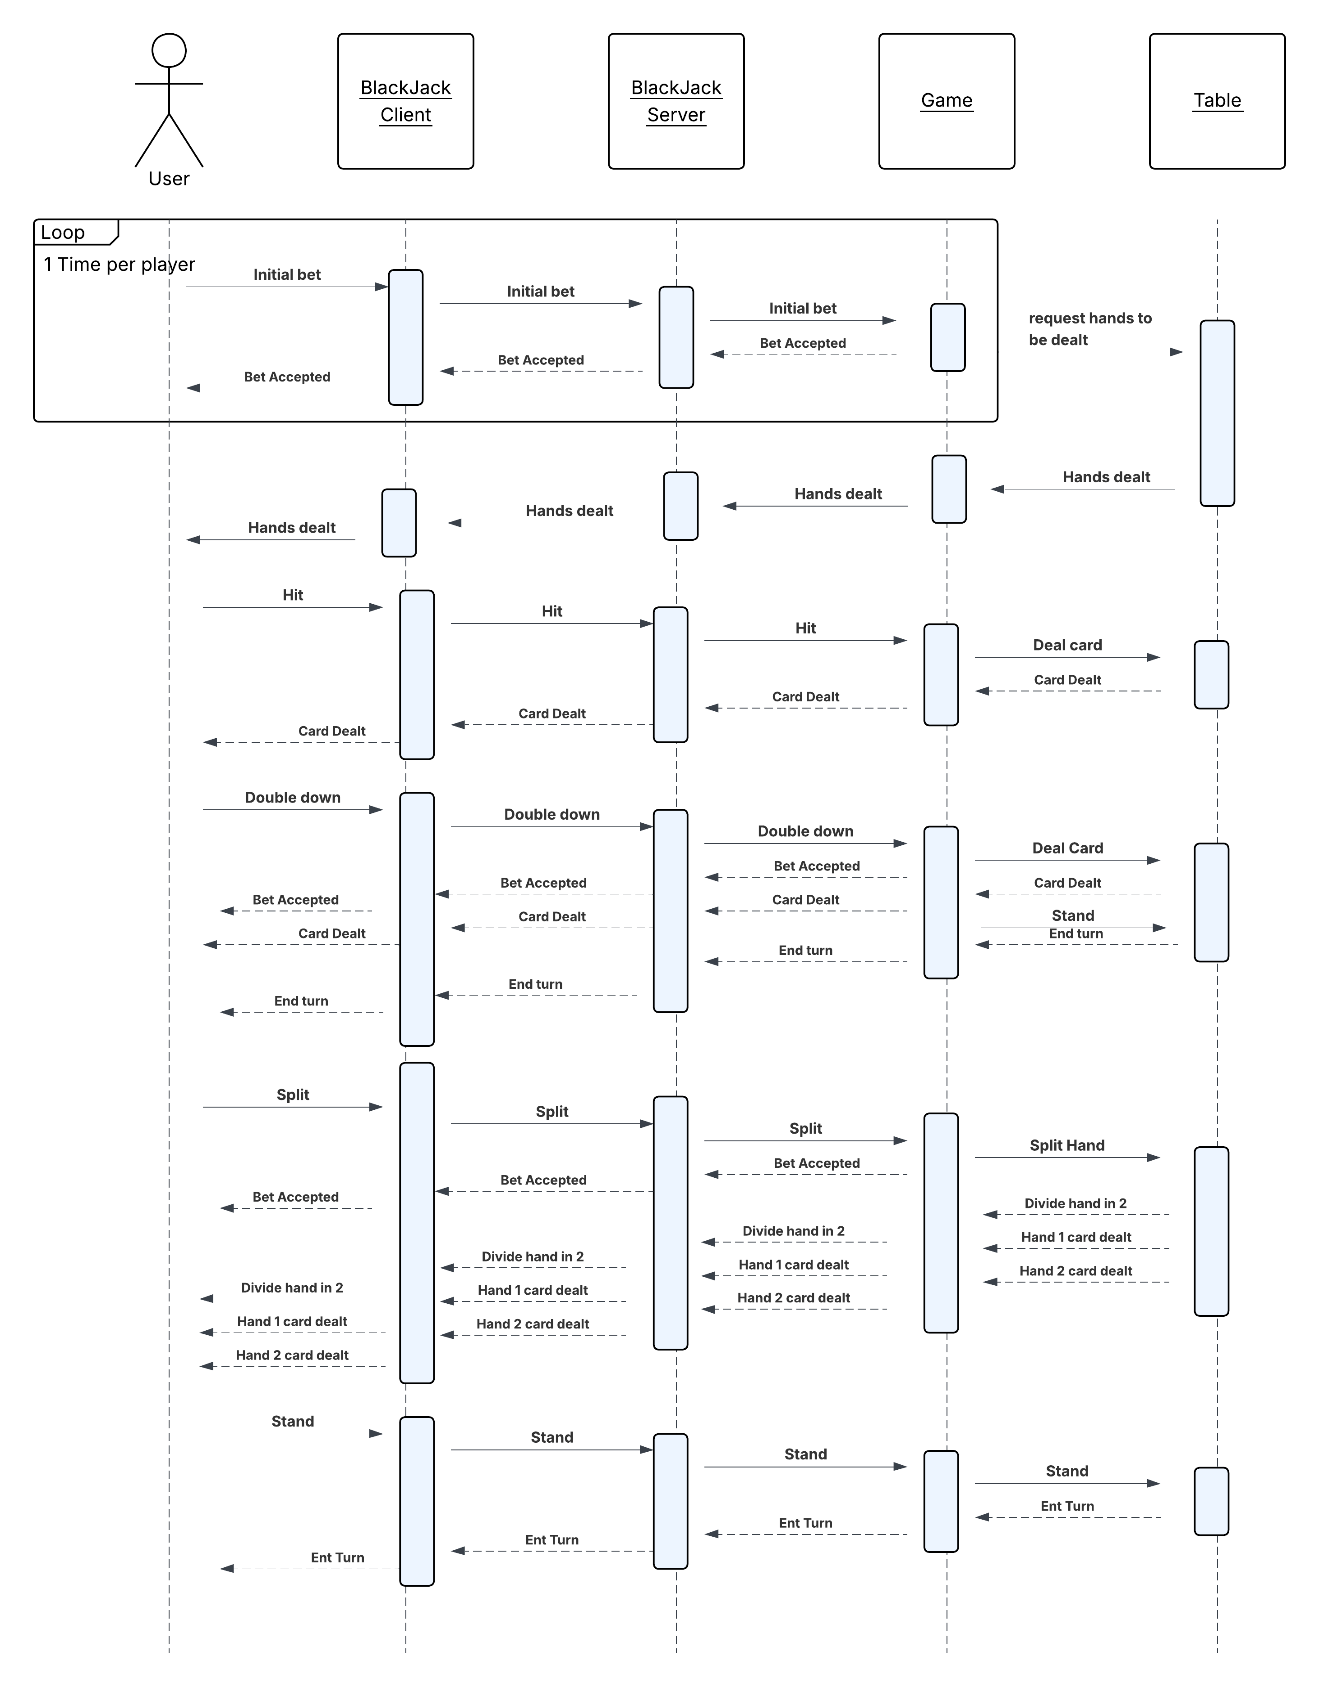 BlackJack
Client
BlackJack
Server
Game
Table
User
Loop
1 Time per player
Initial bet
Initial bet
Initial bet
request hands to
be dealt
Bet Accepted
Bet Accepted
Bet Accepted
Hands dealt
Hands dealt
Hands dealt
Hands dealt
Hit
Hit
Hit
Deal card
Card Dealt
Card Dealt
Card Dealt
Card Dealt
Double down
Double down
Double down
Deal Card
Bet Accepted
Card Dealt
Bet Accepted
Bet Accepted
Card Dealt
Stand
Card Dealt
Card Dealt
End turn
End turn
End turn
End turn
Split
Split
Split
Split Hand
Bet Accepted
Bet Accepted
Bet Accepted
Divide hand in 2
Divide hand in 2
Hand 1 card dealt
Divide hand in 2
Hand 1 card dealt
Hand 2 card dealt
Divide hand in 2
Hand 1 card dealt
Hand 2 card dealt
Hand 1 card dealt
Hand 2 card dealt
Hand 2 card dealt
Stand
Stand
Stand
Stand
Ent Turn
Ent Turn
Ent Turn
Ent Turn